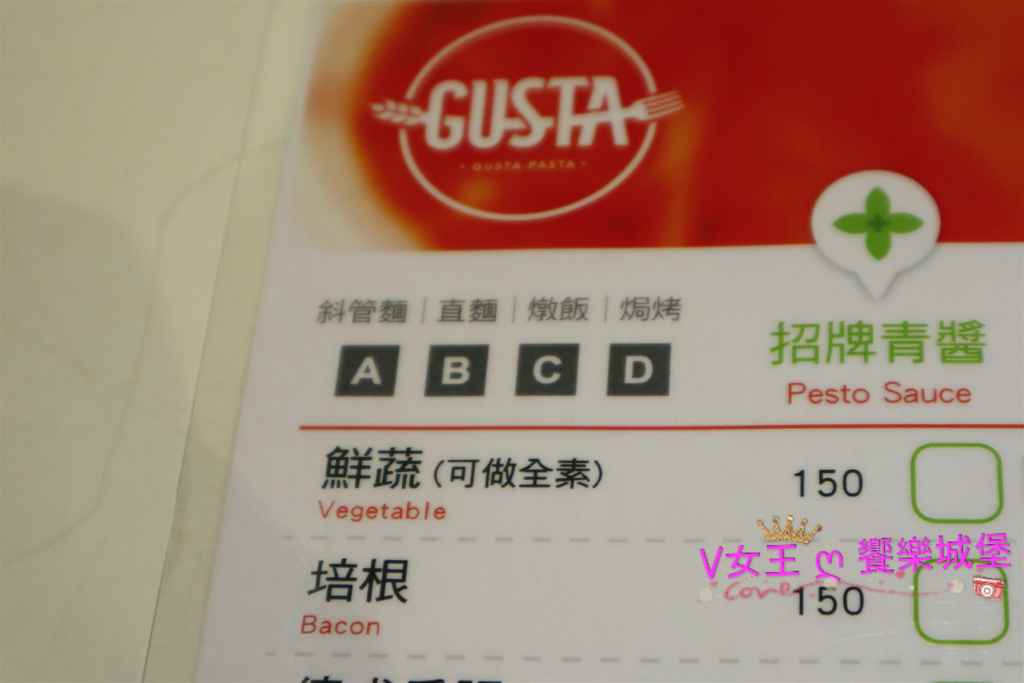 GUSTA
· GUSTA PASTA ·
斜管麵｜直麵｜燉飯｜焗烤
A B C D
招牌青醬
Pesto Sauce
鮮蔬 (可做全素) 150
Vegetable
V女王 ღ 饗樂城堡
培根 150
Bacon